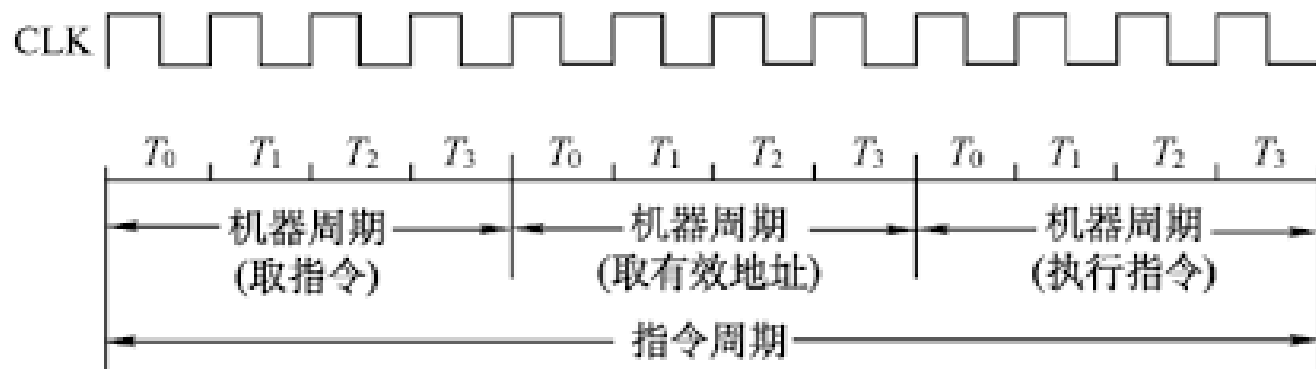 CLK
T₀ T₁ T₂ T₃ T₀ T₁ T₂ T₃ T₀ T₁ T₂ T₃
机器周期 机器周期 机器周期
(取指令) (取有效地址) (执行指令)
指令周期